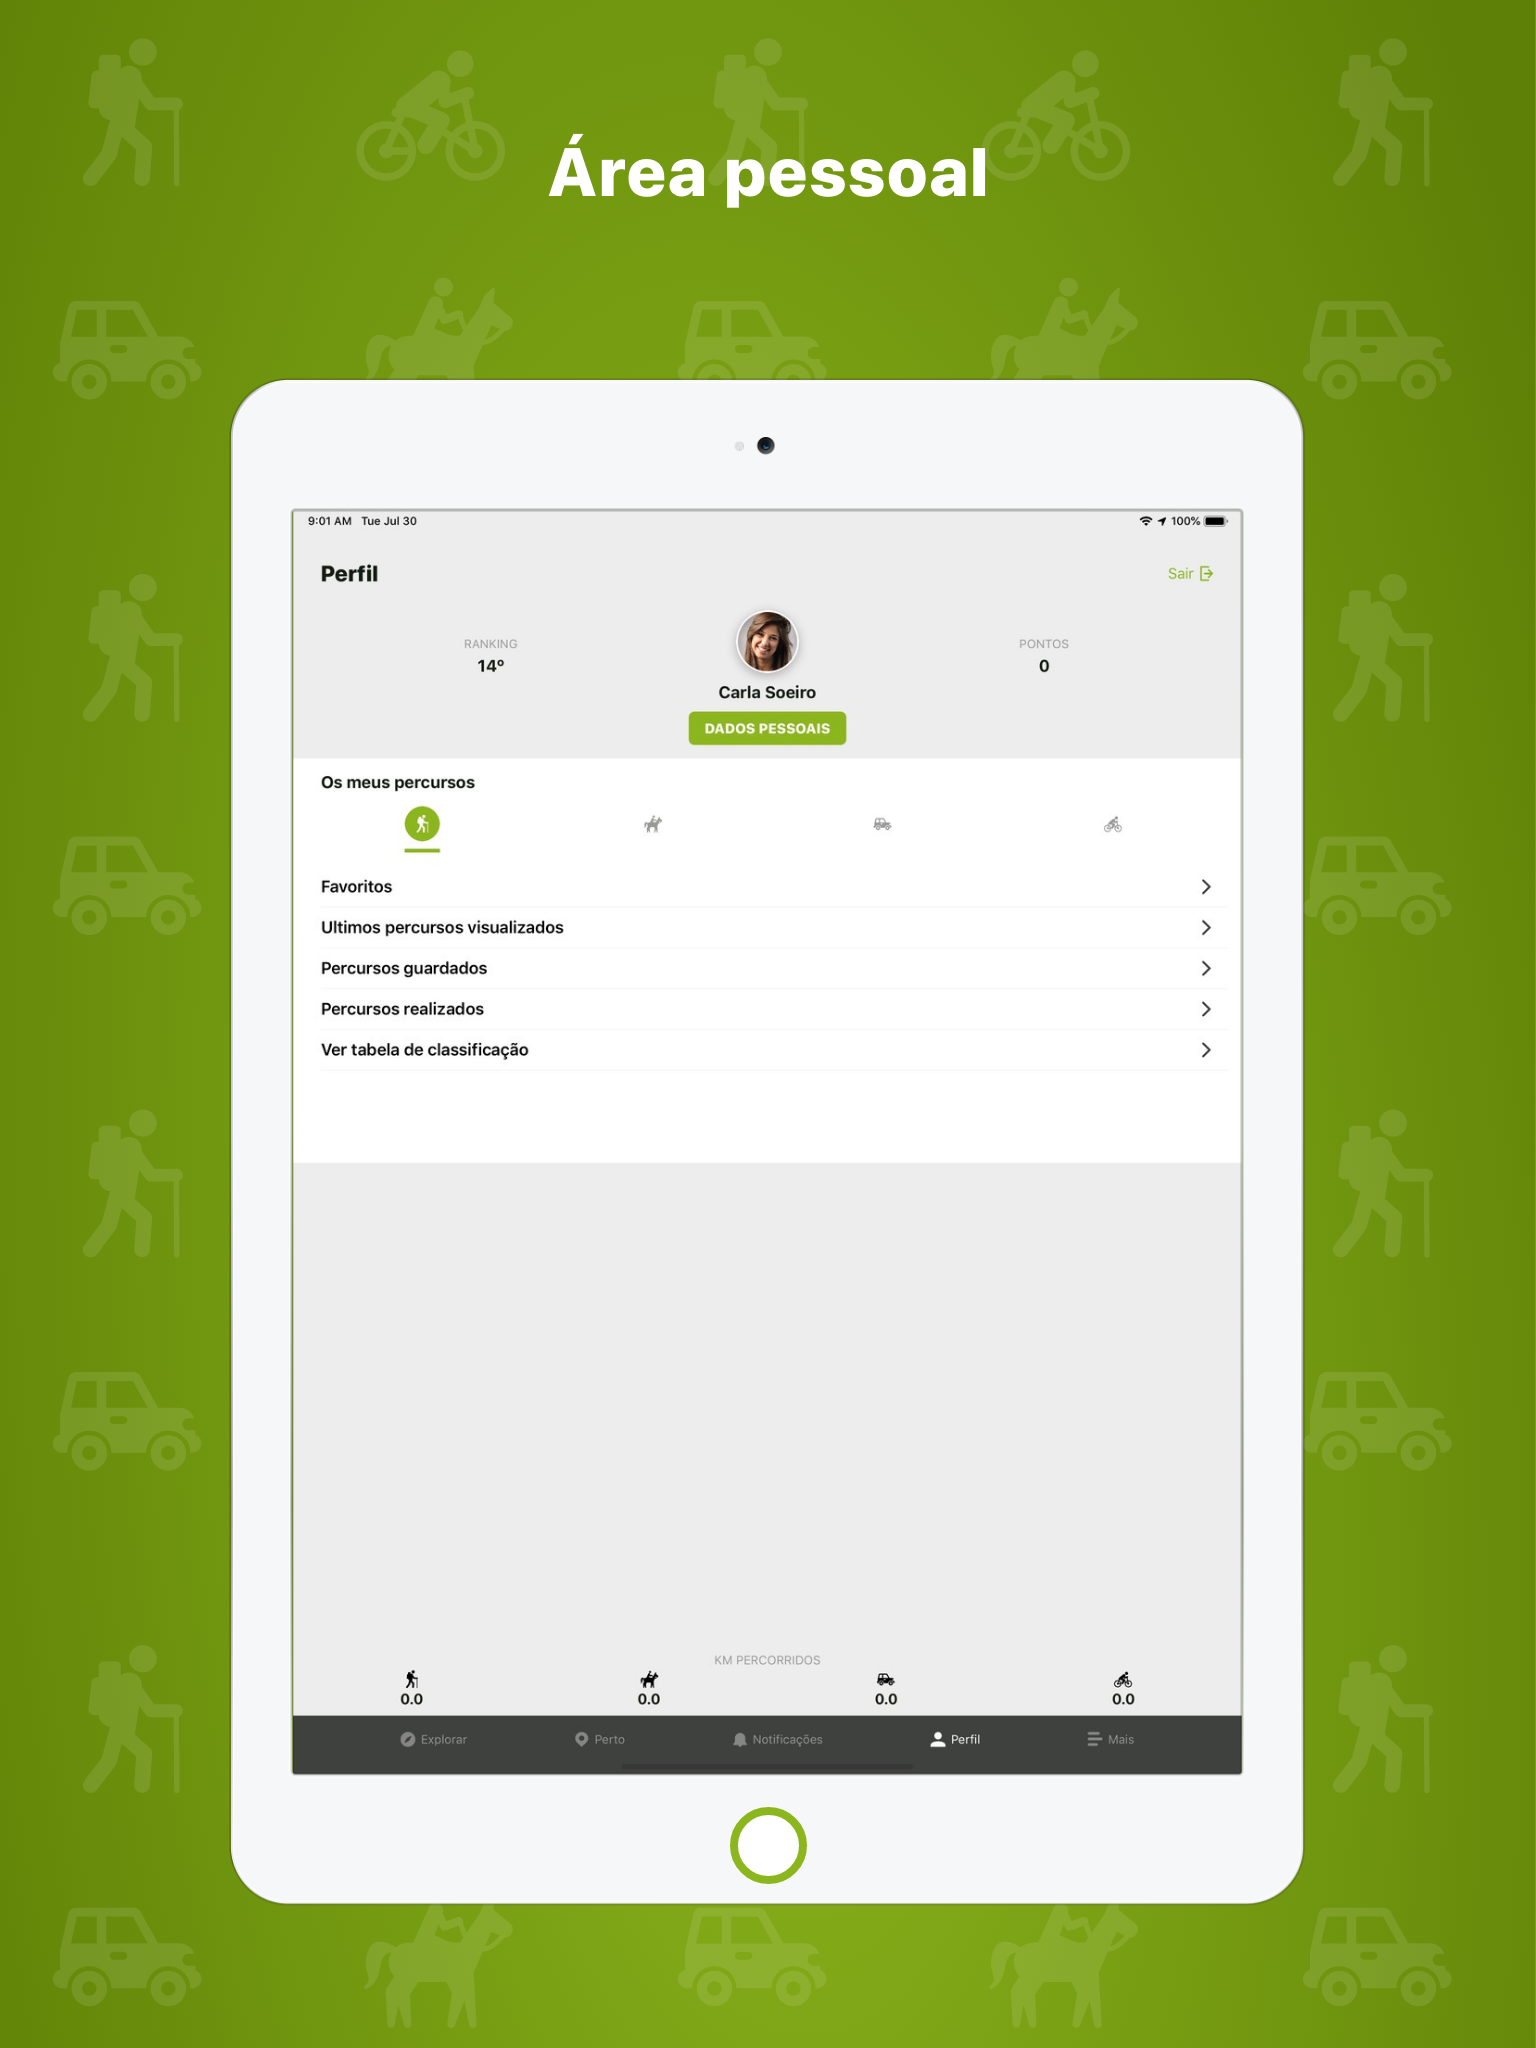 Área pessoal
9:01 AM Tue Jul 30 100%
Perfil
Sair
RANKING
14º
PONTOS
0
Carla Soeiro
DADOS PESSOAIS
Os meus percursos
Favoritos
Ultimos percursos visualizados
Percursos guardados
Percursos realizados
Ver tabela de classificação
KM PERCORRIDOS
0.0 0.0 0.0 0.0
Explorar Perto Notificações Perfil Mais